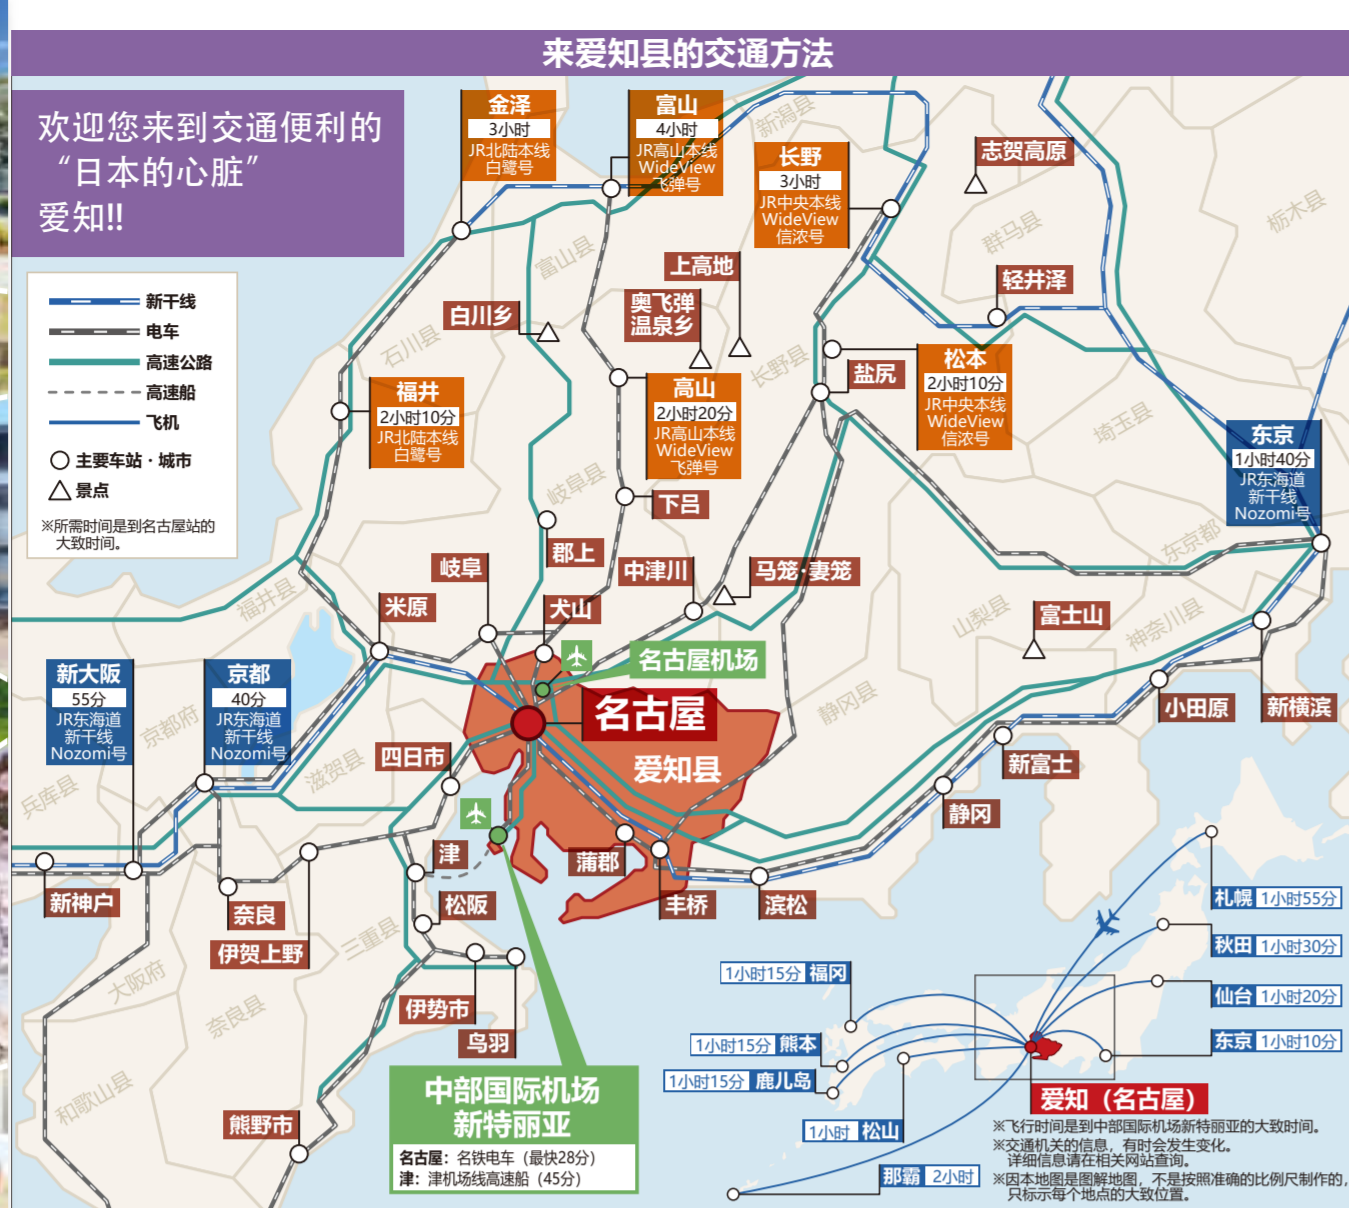 来爱知县的交通方法
欢迎您来到交通便利的
“日本的心脏”
爱知!!
新干线
电车
高速公路
高速船
飞机
主要车站・城市
景点
※所需时间是到名古屋站的
大致时间。
金泽
3小时
JR北陆本线
白鹭号
富山
4小时
JR高山本线
WideView
飞弹号
长野
3小时
JR中央本线
WideView
信浓号
志贺高原
新潟县
栃木县
群马县
富山县
上高地
轻井泽
奥飞弹
温泉乡
白川乡
石川县
长野县
福井
2小时10分
JR北陆本线
白鹭号
高山
2小时20分
JR高山本线
WideView
飞弹号
盐尻
松本
2小时10分
JR中央本线
WideView
信浓号
埼玉县
东京
1小时40分
JR东海道
新干线
Nozomi号
岐阜县
下吕
郡上
东京都
岐阜
中津川
马笼・妻笼
福井县
米原
犬山
山梨县
富士山
神奈川县
名古屋机场
新大阪
55分
JR东海道
新干线
Nozomi号
京都
40分
JR东海道
新干线
Nozomi号
名古屋
静冈县
小田原
新横滨
京都府
四日市
爱知县
新富士
滋贺县
兵库县
静冈
津
蒲郡
新神户
奈良
松阪
丰桥
滨松
伊贺上野
三重县
大阪府
伊势市
奈良县
鸟羽
和歌山县
熊野市
中部国际机场
新特丽亚
名古屋：名铁电车（最快28分）
津：津机场线高速船（45分）
札幌 1小时55分
秋田 1小时30分
1小时15分 福冈
仙台 1小时20分
1小时15分 熊本
东京 1小时10分
1小时15分 鹿儿岛
爱知（名古屋）
1小时 松山
那霸 2小时
※飞行时间是到中部国际机场新特丽亚的大致时间。
※交通机关的信息，有时会发生变化。
详细信息请在相关网站查询。
※因本地图是图解地图，不是按照准确的比例尺制作的，
只标示每个地点的大致位置。